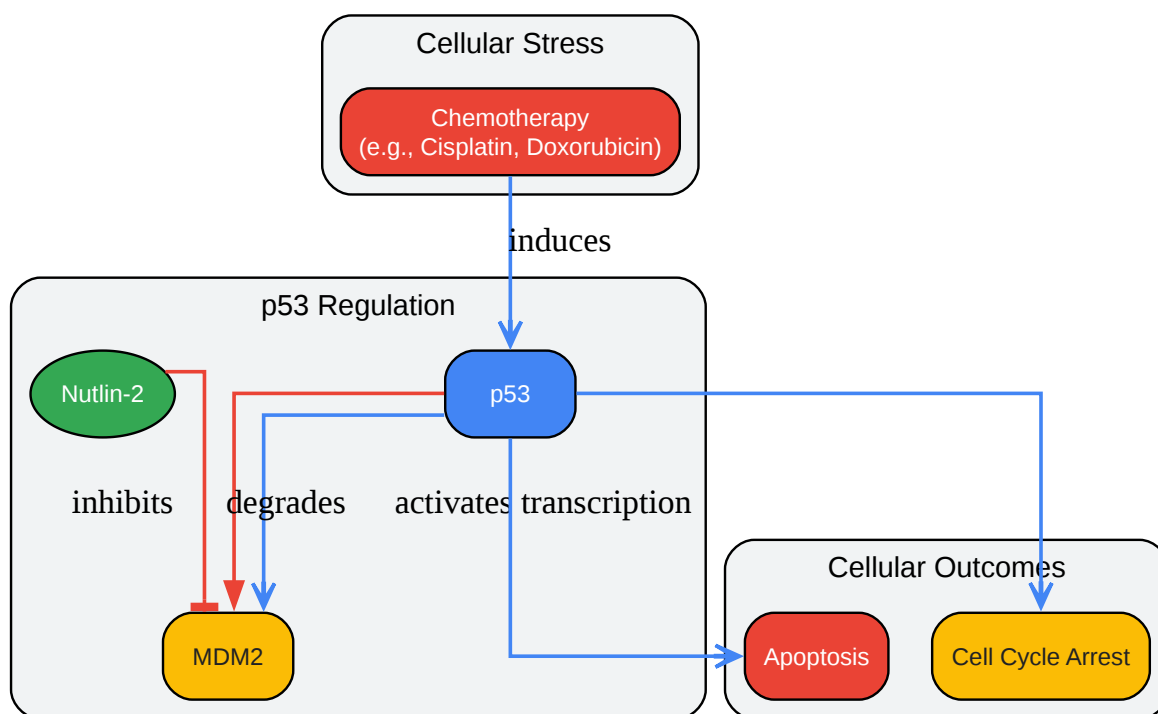 Cellular Stress
Chemotherapy
(e.g., Cisplatin, Doxorubicin)
induces
p53 Regulation
Nutlin-2
p53
inhibits
degrades
activates transcription
Cellular Outcomes
MDM2
Apoptosis
Cell Cycle Arrest